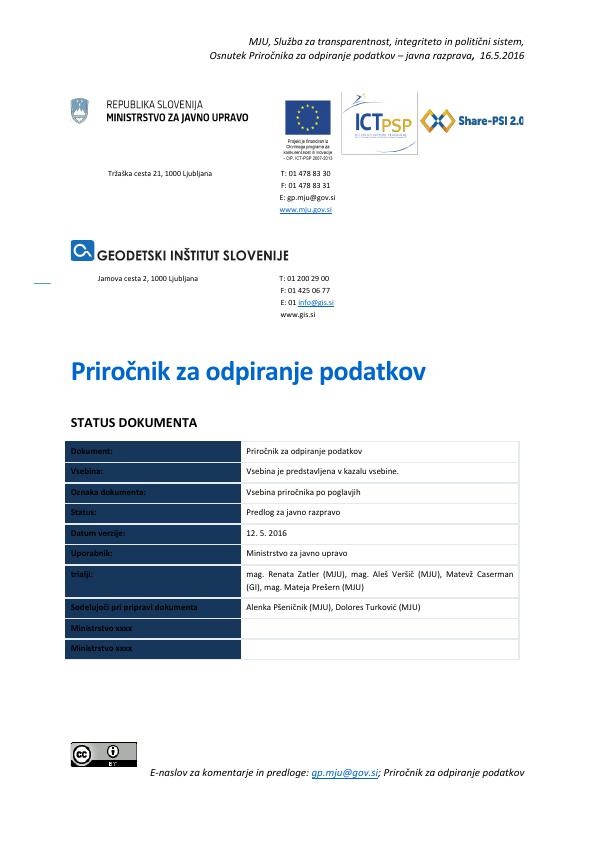 MJU, Služba za transparentnost, integriteto in politični sistem,
Osnutek Priročnika za odpiranje podatkov – javna razprava, 16.5.2016
REPUBLIKA SLOVENIJA
MINISTRSTVO ZA JAVNO UPRAVO
Projekt je financiran iz
Okvirnega programa za
konkurenčnost in inovacije
- CIP, ICT-PSP 2007-2013
ICT PSP
Share-PSI 2.0
Tržaška cesta 21, 1000 Ljubljana
T: 01 478 83 30
F: 01 478 83 31
E: gp.mju@gov.si
www.mju.gov.si
GEODETSKI INŠTITUT SLOVENIJE
Jamova cesta 2, 1000 Ljubljana
T: 01 200 29 00
F: 01 425 06 77
E: 01 info@gis.si
www.gis.si
Priročnik za odpiranje podatkov
STATUS DOKUMENTA
Dokument: Priročnik za odpiranje podatkov
Vsebina: Vsebina je predstavljena v kazalu vsebine.
Oznaka dokumenta: Vsebina priročnika po poglavjih
Status: Predlog za javno razpravo
Datum verzije: 12. 5. 2016
Uporabnik: Ministrstvo za javno upravo
trialji: mag. Renata Zatler (MJU), mag. Aleš Veršič (MJU), Matevž Caserman
(GI), mag. Mateja Prešern (MJU)
Sodelujoči pri pripravi dokumenta Alenka Pšeničnik (MJU), Dolores Turković (MJU)
Ministrstvo xxxx
Ministrstvo xxxx
cc
BY
E-naslov za komentarje in predloge: gp.mju@gov.si; Priročnik za odpiranje podatkov